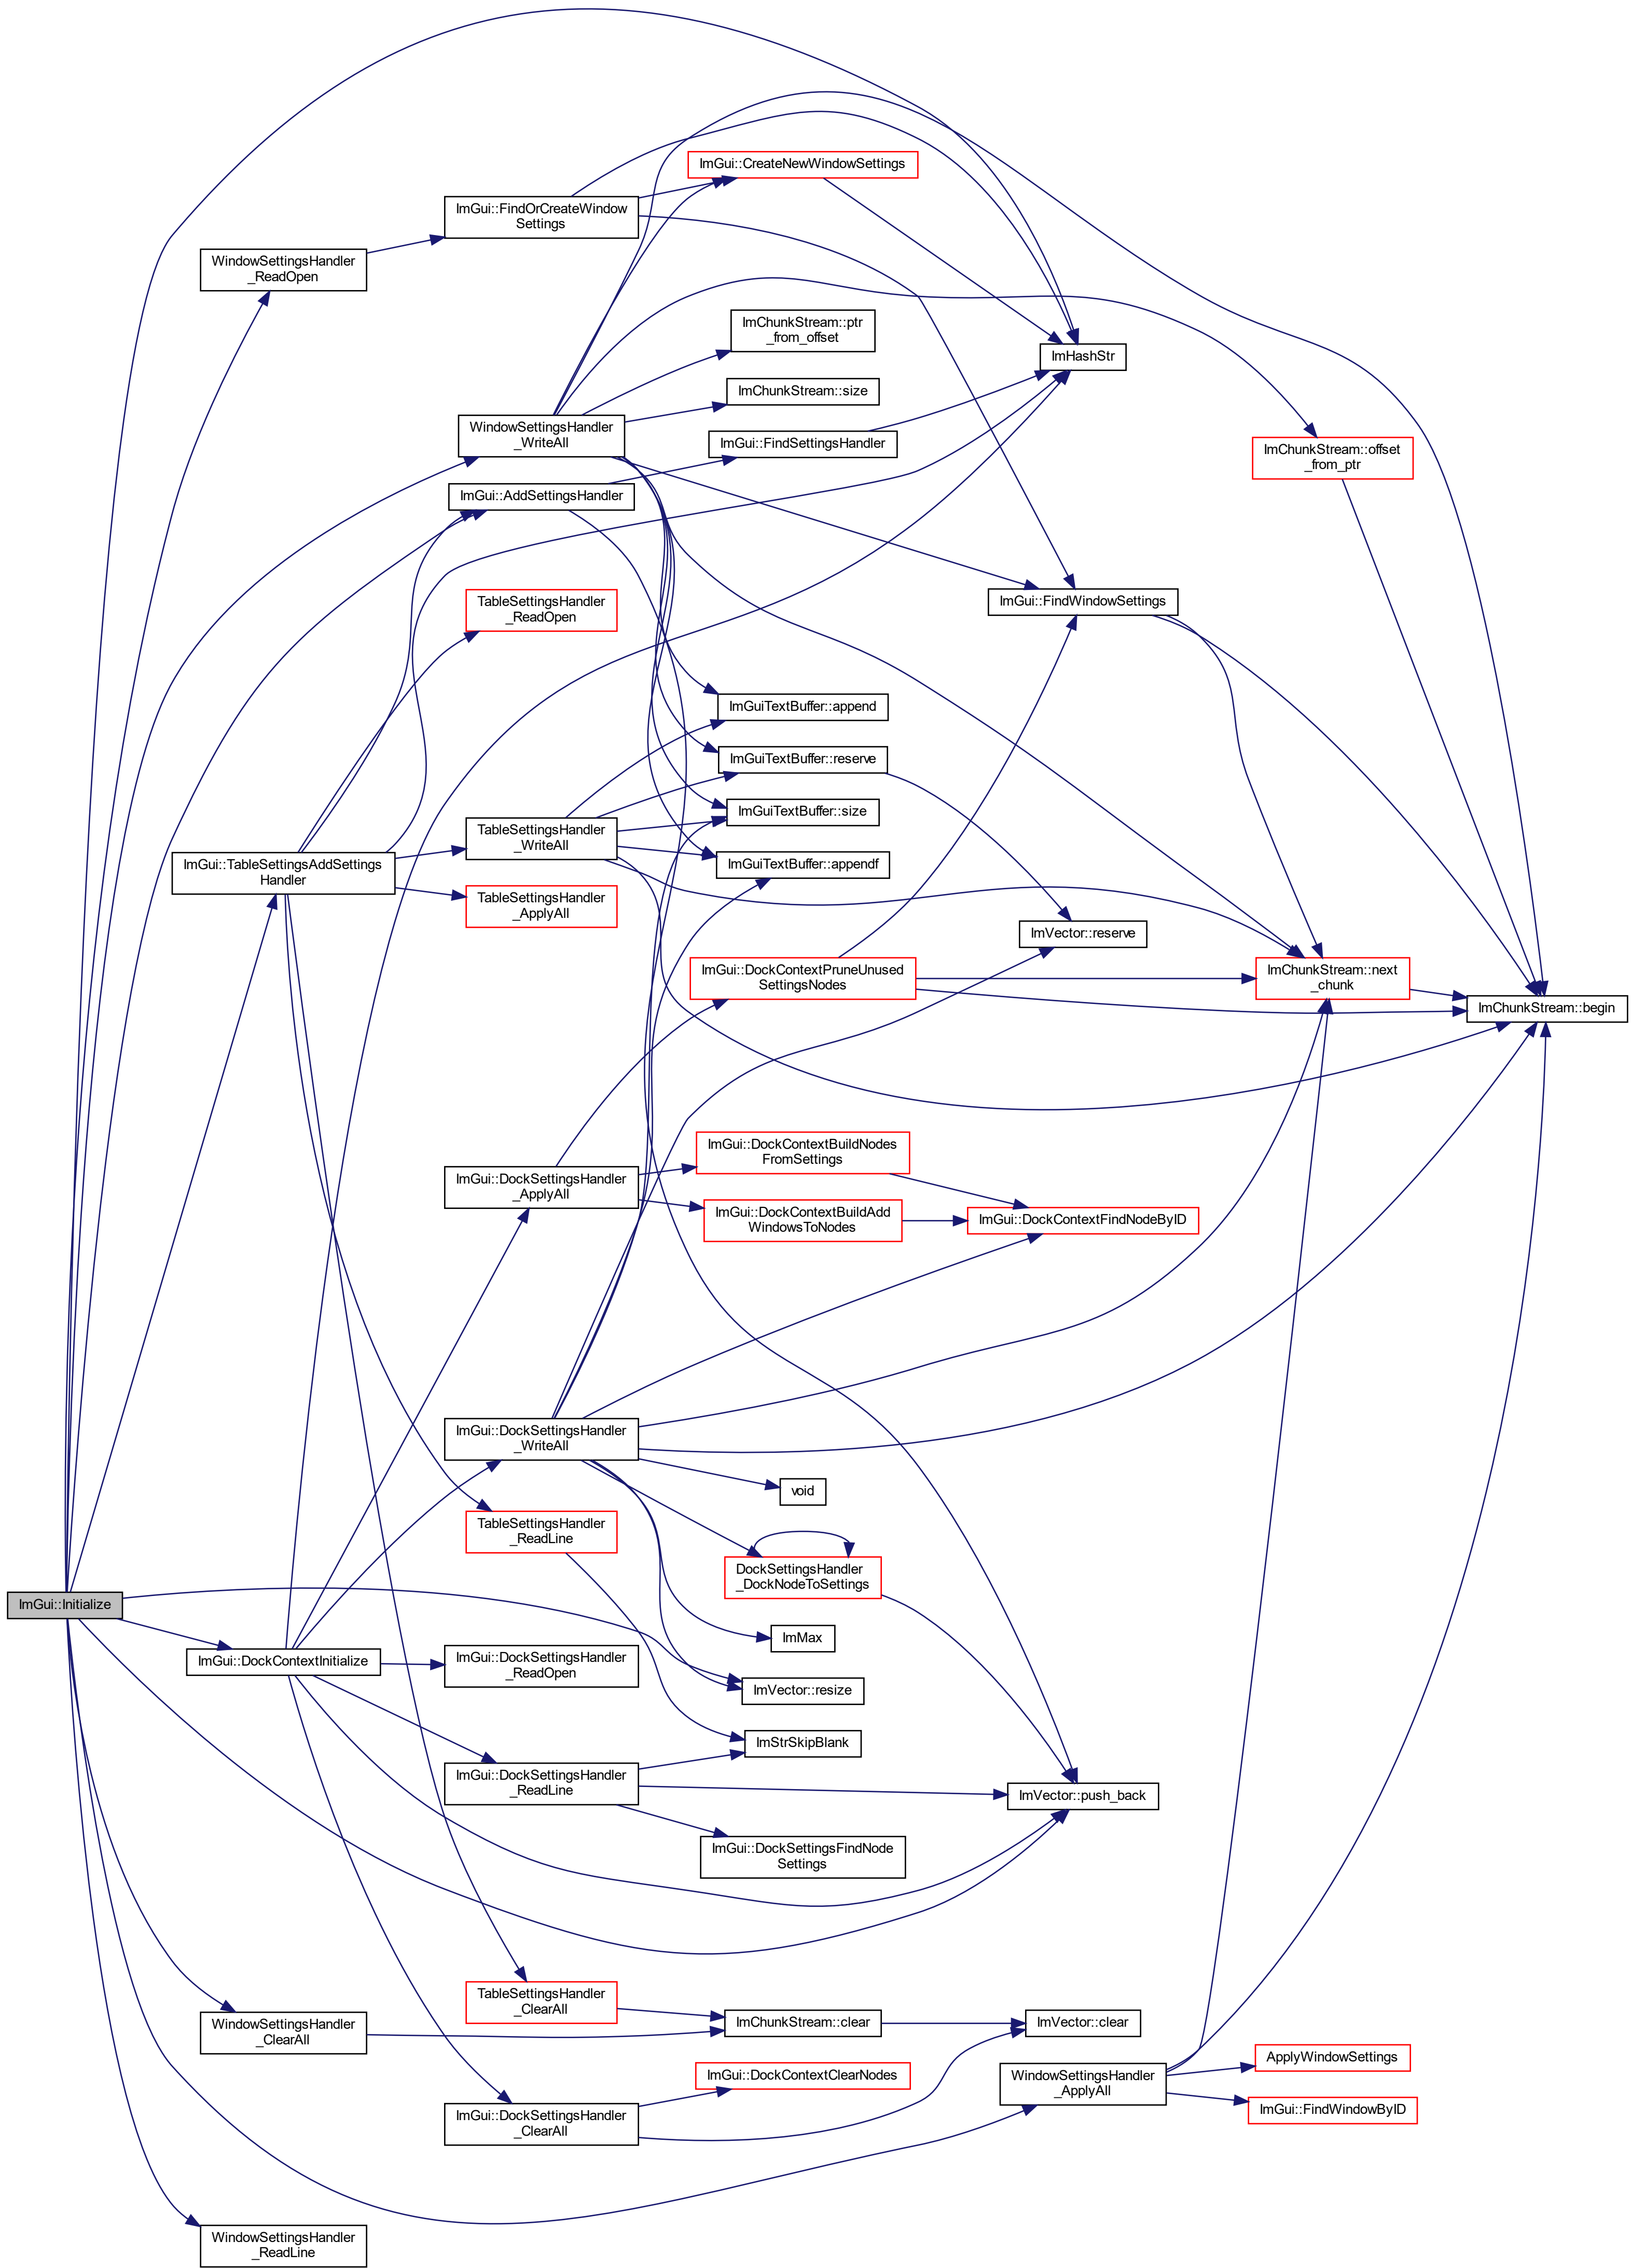 ImGui::CreateNewWindowSettings
ImGui::FindOrCreateWindow
Settings
WindowSettingsHandler
_ReadOpen
ImChunkStream::ptr
_from_offset
ImHashStr
ImChunkStream::size
WindowSettingsHandler
_WriteAll
ImGui::FindSettingsHandler
ImChunkStream::offset
_from_ptr
ImGui::AddSettingsHandler
TableSettingsHandler
_ReadOpen
ImGui::FindWindowSettings
ImGuiTextBuffer::append
ImGuiTextBuffer::reserve
ImGuiTextBuffer::size
TableSettingsHandler
_WriteAll
ImGuiTextBuffer::appendf
ImGui::TableSettingsAddSettings
Handler
TableSettingsHandler
_ApplyAll
ImVector::reserve
ImGui::DockContextPruneUnused
SettingsNodes
ImChunkStream::next
_chunk
ImChunkStream::begin
ImGui::DockContextBuildNodes
FromSettings
ImGui::DockSettingsHandler
_ApplyAll
ImGui::DockContextBuildAdd
WindowsToNodes
ImGui::DockContextFindNodeByID
ImGui::DockSettingsHandler
_WriteAll
void
TableSettingsHandler
_ReadLine
DockSettingsHandler
_DockNodeToSettings
ImGui::Initialize
ImMax
ImGui::DockContextInitialize
ImGui::DockSettingsHandler
_ReadOpen
ImVector::resize
ImStrSkipBlank
ImGui::DockSettingsHandler
_ReadLine
ImVector::push_back
ImGui::DockSettingsFindNode
Settings
TableSettingsHandler
_ClearAll
WindowSettingsHandler
_ClearAll
ImChunkStream::clear
ImVector::clear
ApplyWindowSettings
ImGui::DockContextClearNodes
WindowSettingsHandler
_ApplyAll
ImGui::FindWindowByID
ImGui::DockSettingsHandler
_ClearAll
WindowSettingsHandler
_ReadLine